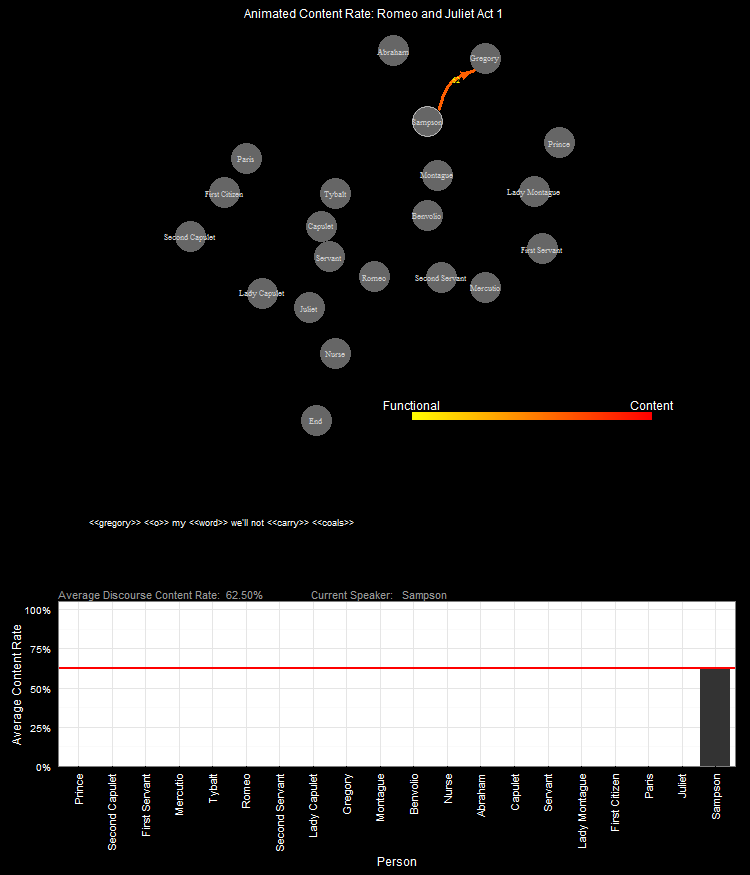 Animated Content Rate: Romeo and Juliet Act 1
Abraham
Gregory
Sampson
Prince
Paris
Montague
First Citizen
Tybalt
Lady Montague
Benvolio
Capulet
Second Capulet
First Servant
Servant
Romeo
Second Servant
Mercutio
Lady Capulet
Juliet
Nurse
Functional Content
End
<<gregory>> <<o>> my <<word>> we'll not <<carry>> <<coals>>
Average Discourse Content Rate: 62.50% Current Speaker: Sampson
100%
75%
50%
25%
0%
Average Content Rate
Prince
Second Capulet
First Servant
Mercutio
Tybalt
Romeo
Second Servant
Lady Capulet
Gregory
Montague
Benvolio
Nurse
Abraham
Capulet
Servant
Lady Montague
First Citizen
Paris
Juliet
Sampson
Person